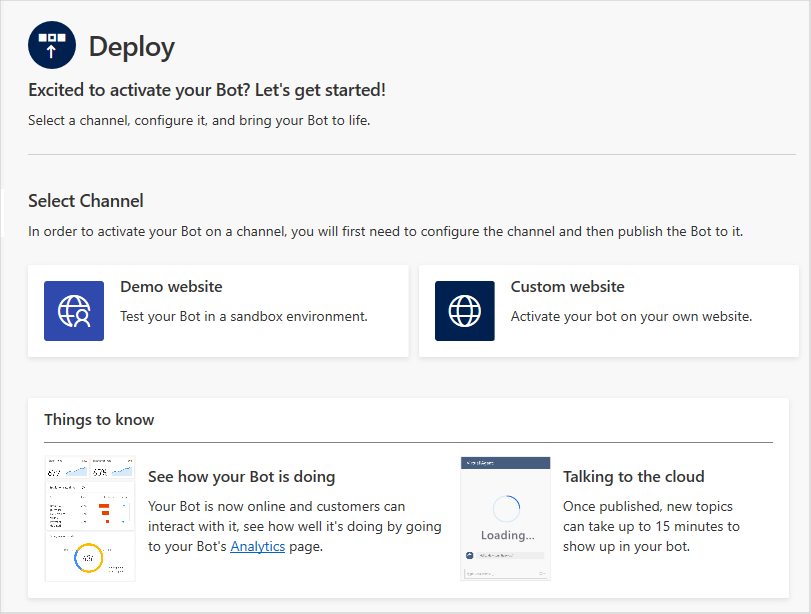 Deploy
Excited to activate your Bot? Let's get started!
Select a channel, configure it, and bring your Bot to life.
Select Channel
In order to activate your Bot on a channel, you will first need to configure the channel and then publish the Bot to it.
Demo website
Test your Bot in a sandbox environment.
Custom website
Activate your bot on your own website.
Things to know
See how your Bot is doing
Your Bot is now online and customers can
interact with it, see how well it's doing by going
to your Bot's Analytics page.
Loading...
Talking to the cloud
Once published, new topics
can take up to 15 minutes to
show up in your bot.